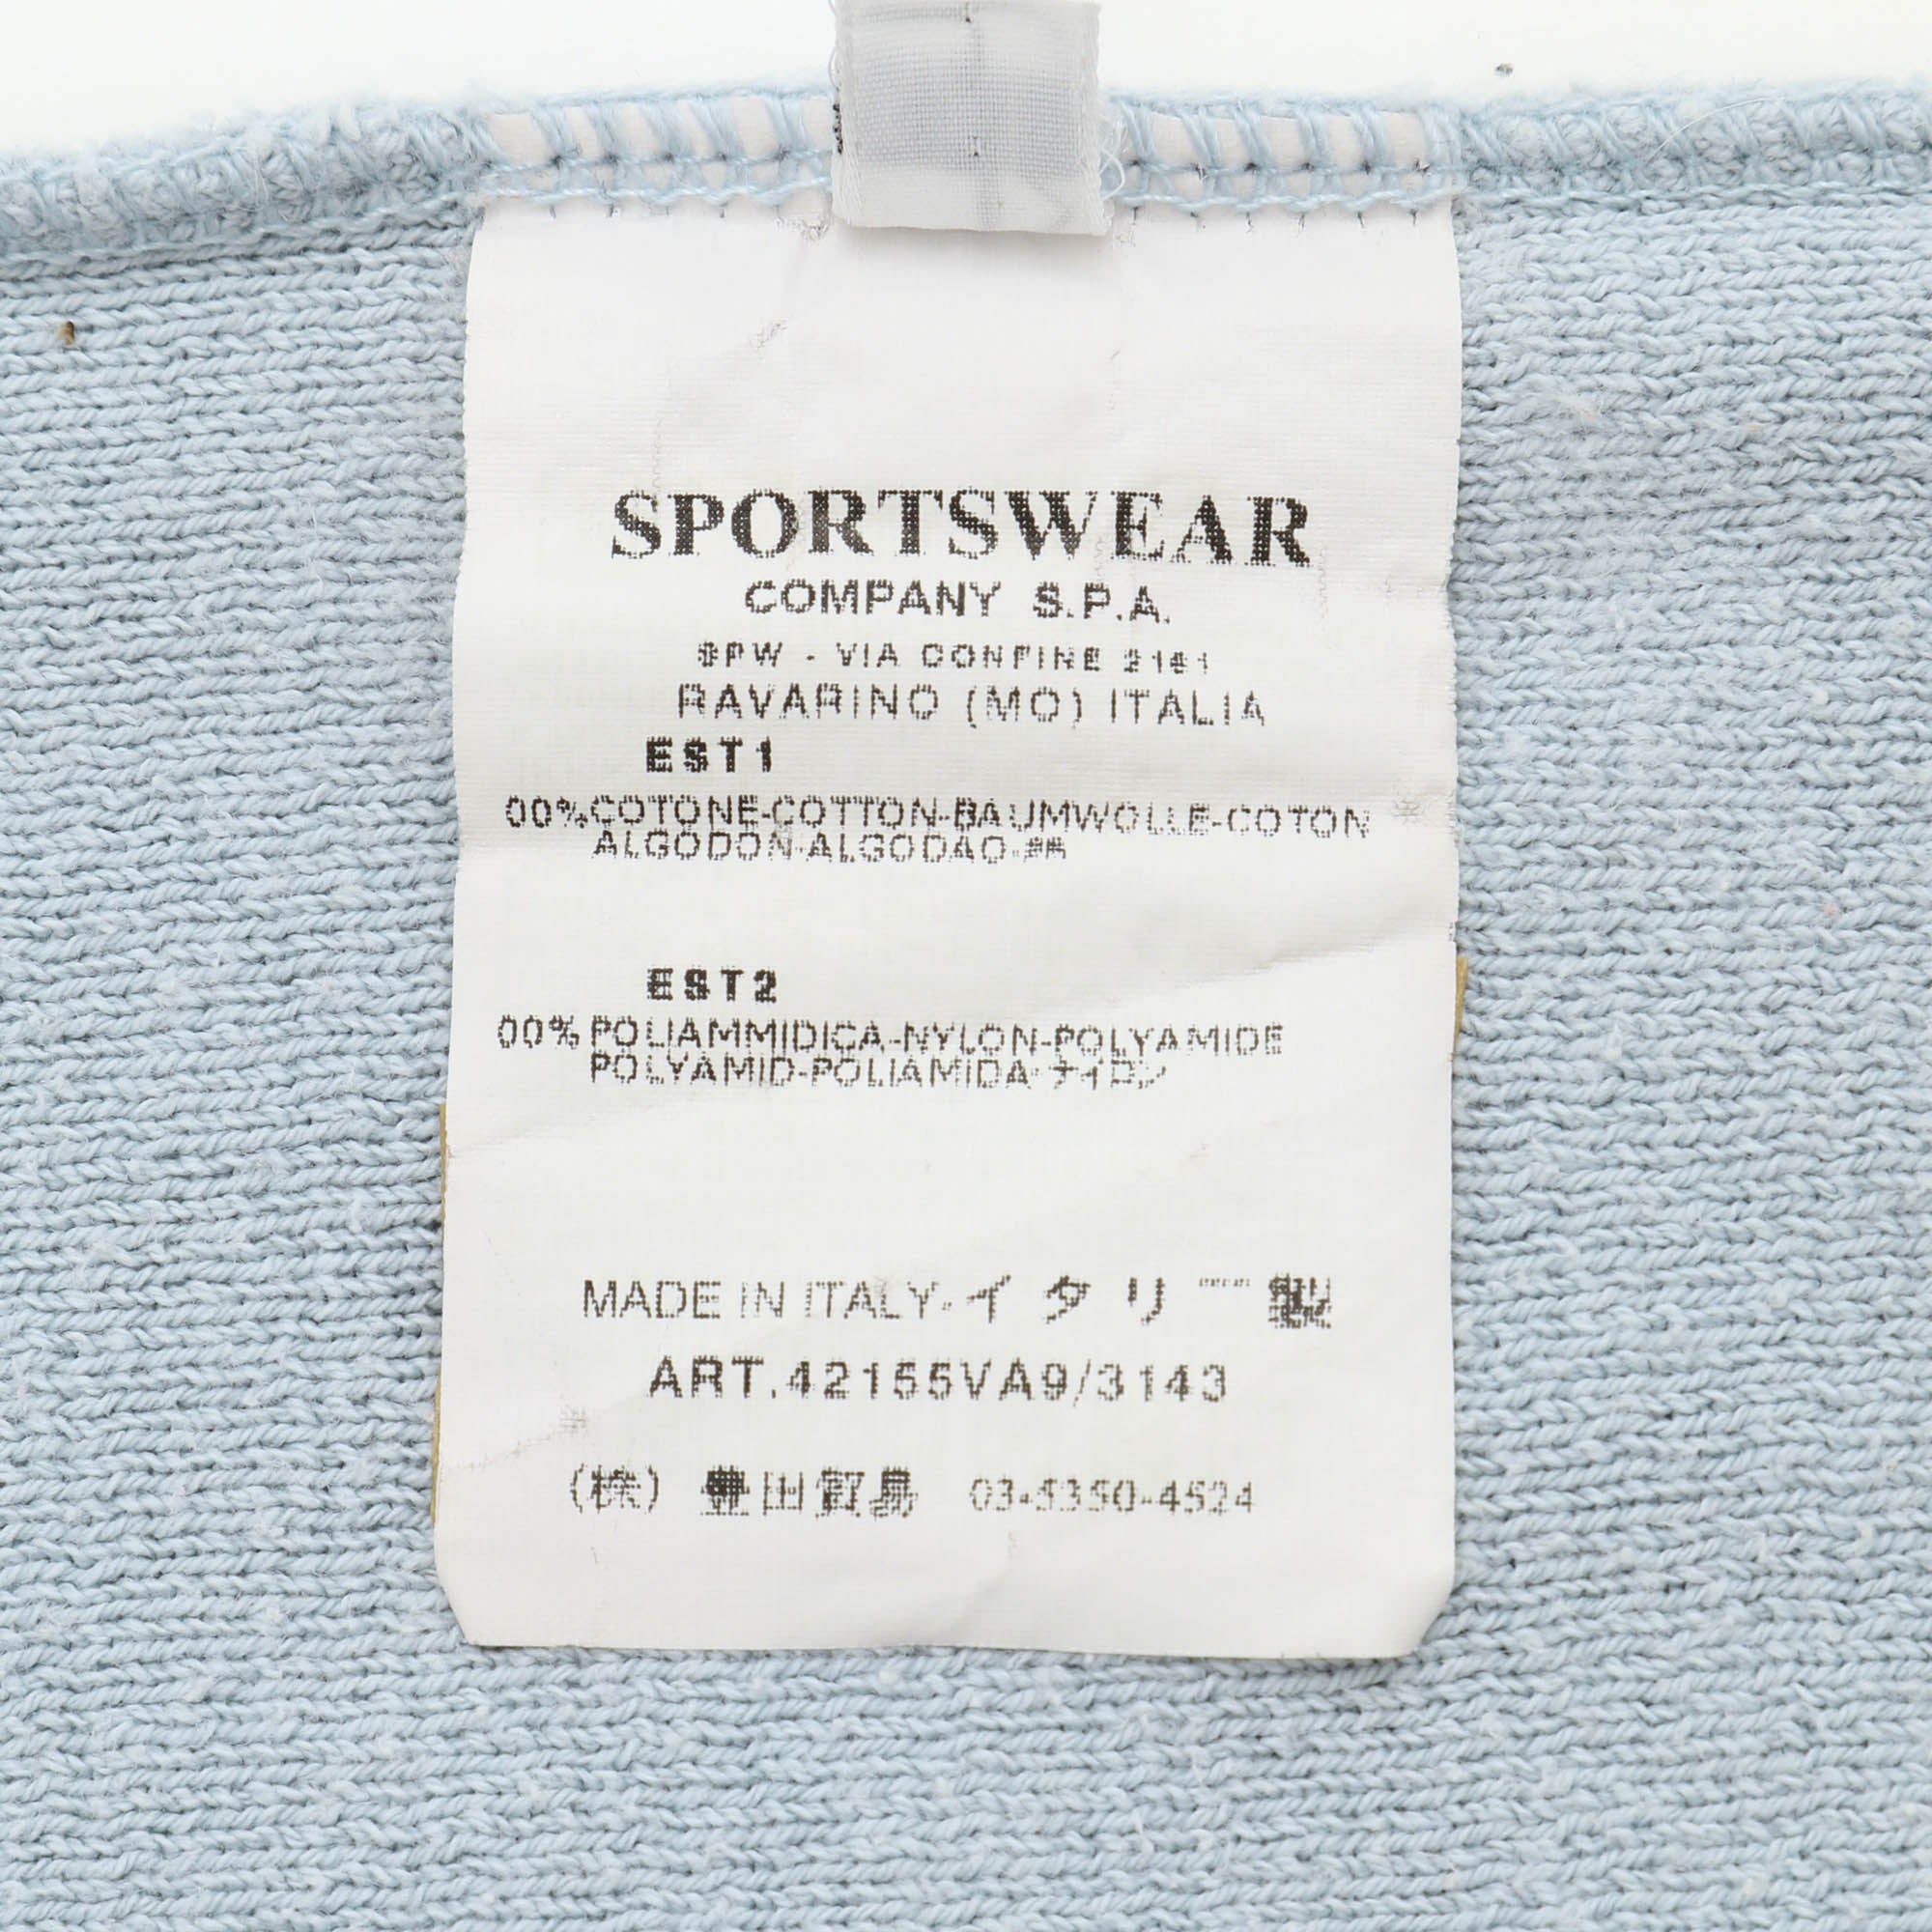 SPORTSWEAR
COMPANY S.P.A.
SPW - VIA CONFINE 2161
RAVARINO (MO) ITALIA
EST1
00%COTONE-COTTON-BAUMWOLLE-COTON
ALGODON-ALGODAO-綿
EST2
00%POLIAMMIDICA-NYLON-POLYAMIDE
POLYAMID-POLIAMIDA-ナイロン
MADE IN ITALY-イタリー製
ART.42155VA9/3143
(株) 豊田貿易 03-5350-4524